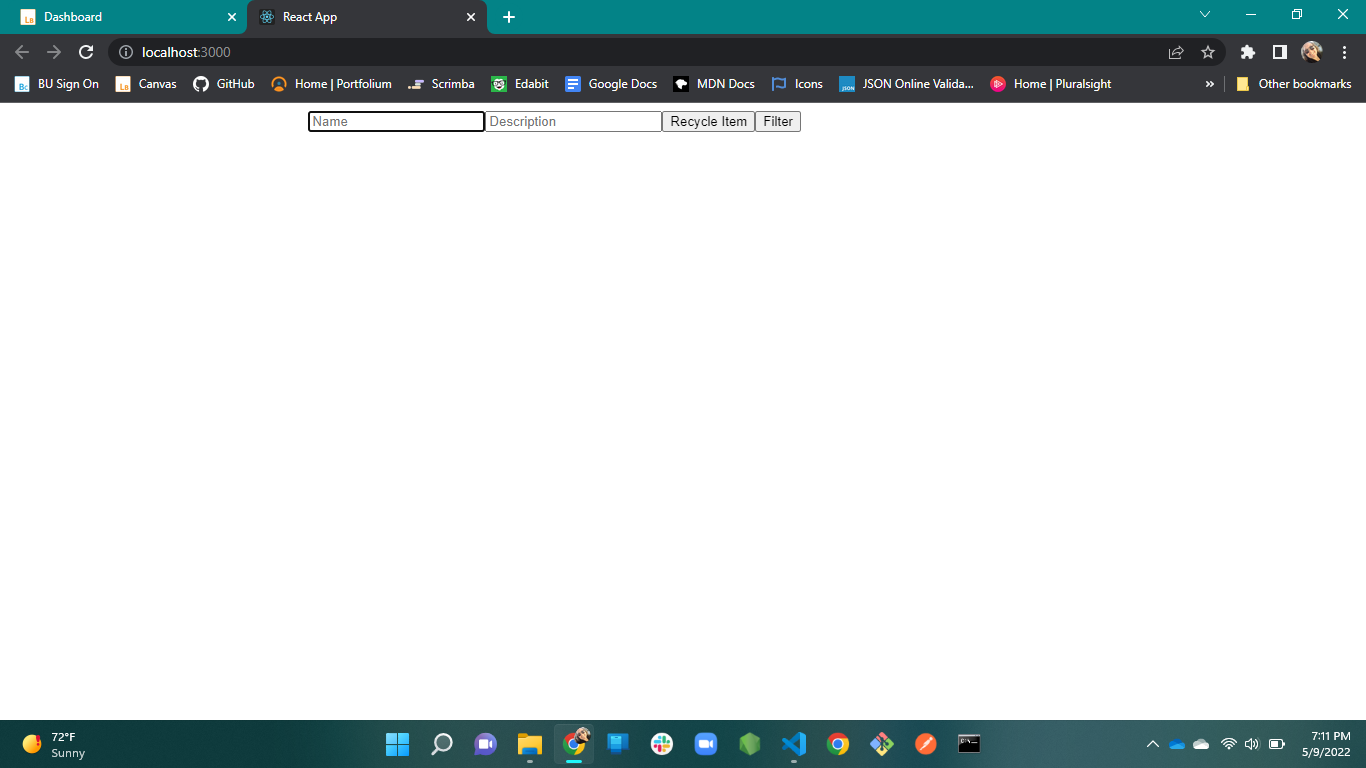 Dashboard
React App
localhost:3000
BU Sign On
Canvas
GitHub
Home | Portfolium
Scrimba
Edabit
Google Docs
MDN Docs
Icons
JSON Online Valida...
Home | Pluralsight
»
Other bookmarks
Name
Description
Recycle Item
Filter
72°F
Sunny
7:11 PM
5/9/2022